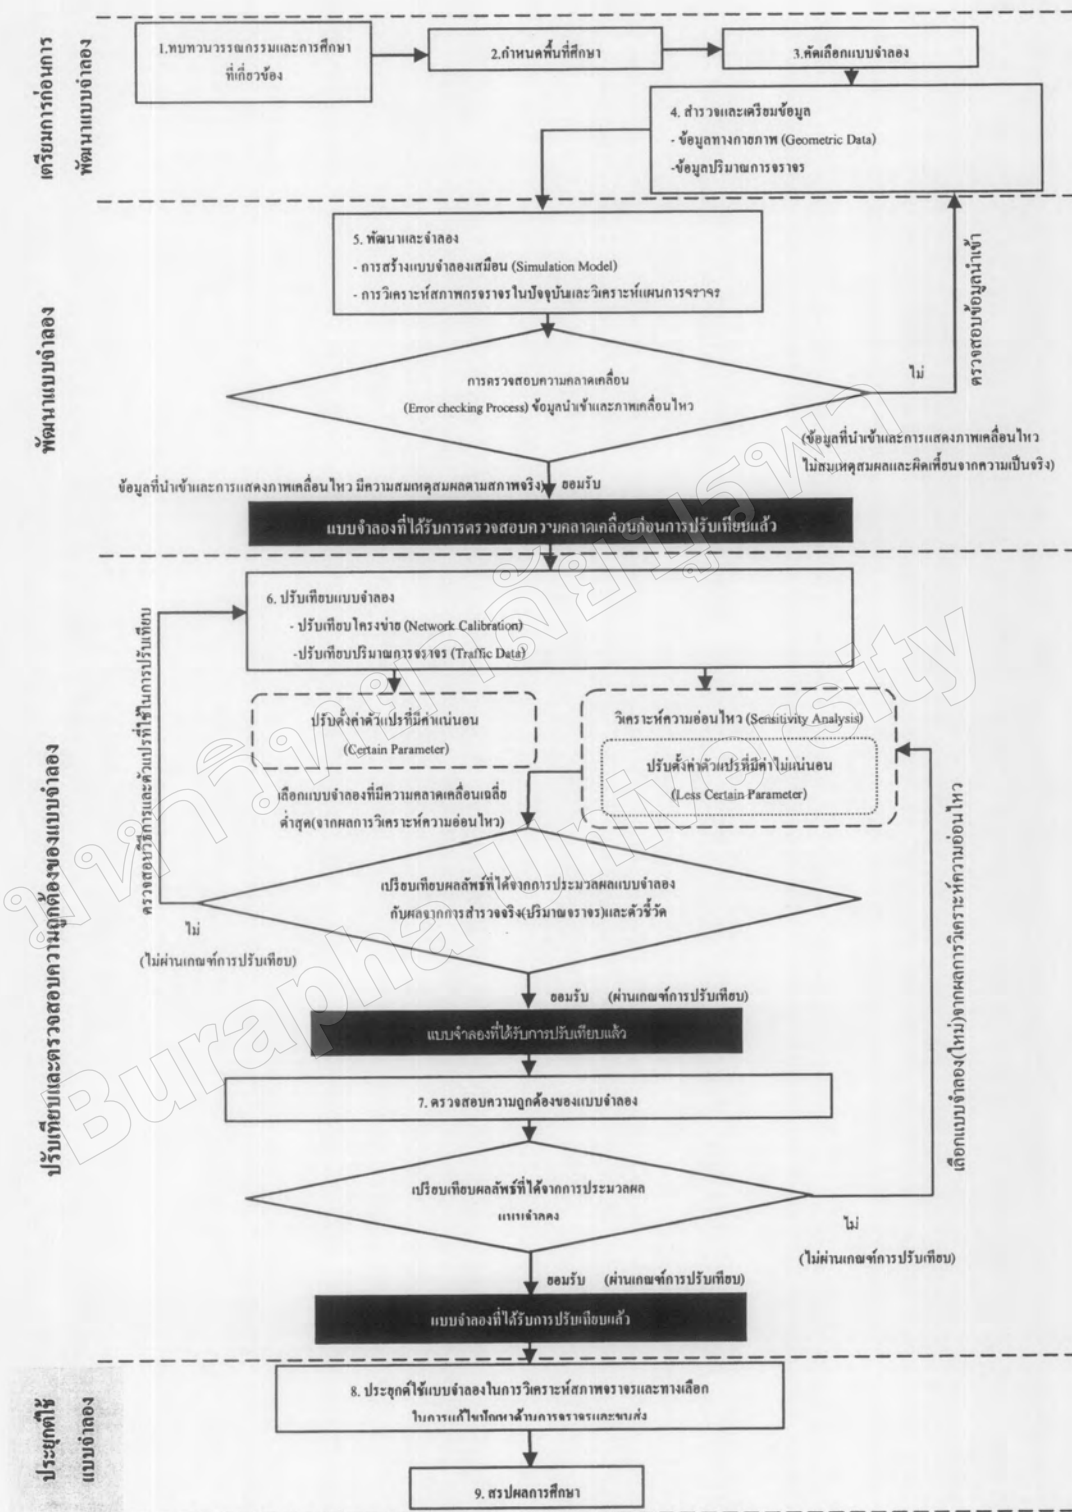 เตรียมการก่อนการ
พัฒนาแบบจำลอง
1.ทบทวนวรรณกรรมและการศึกษา
ที่เกี่ยวข้อง
2.กำหนดพื้นที่ศึกษา
3.คัดเลือกแบบจำลอง
4. สำรวจและเตรียมข้อมูล
- ข้อมูลทางกายภาพ (Geometric Data)
-ข้อมูลปริมาณการจราจร
พัฒนาแบบจำลอง
5. พัฒนาและจำลอง
- การสร้างแบบจำลองเสมือน (Simulation Model)
- การวิเคราะห์สภาพกรจราจรในปัจจุบันและวิเคราะห์แผนการจราจร
ตรวจสอบข้อมูลนำเข้า
การตรวจสอบความคลาดเคลื่อน
(Error checking Process) ข้อมูลนำเข้าและภาพเคลื่อนไหว
ไม่
(ข้อมูลที่นำเข้าและการแสดงภาพเคลื่อนไหว
ไม่สมเหตุสมผลและผิดเพี้ยนจากความเป็นจริง)
ข้อมูลที่นำเข้าและการแสดงภาพเคลื่อนไหว มีความสมเหตุสมผลตามสภาพจริง) ยอมรับ
แบบจำลองที่ได้รับการตรวจสอบความคลาดเคลื่อนก่อนการปรับเทียบแล้ว
ปรับเทียบและตรวจสอบความถูกต้องของแบบจำลอง
6. ปรับเทียบแบบจำลอง
- ปรับเทียบโครงข่าย (Network Calibration)
-ปรับเทียบปริมาณการจราจร (Traffic Data)
ตรวจสอบวิธีการและตัวแปรที่ใช้ในการปรับเทียบ
ปรับตั้งค่าตัวแปรที่มีค่าแน่นอน
(Certain Parameter)
วิเคราะห์ความอ่อนไหว (Sensitivity Analysis)
ปรับตั้งค่าตัวแปรที่มีค่าไม่แน่นอน
(Less Certain Parameter)
เลือกแบบจำลองที่มีความคลาดเคลื่อนเฉลี่ย
ต่ำสุด(จากผลการวิเคราะห์ความอ่อนไหว)
เปรียบเทียบผลลัพธ์ที่ได้จากการประมวลผลแบบจำลอง
กับผลจากการสำรวจจริง(ปริมาณจราจร)และตัวชี้วัด
ไม่
(ไม่ผ่านเกณฑ์การปรับเทียบ)
ยอมรับ (ผ่านเกณฑ์การปรับเทียบ)
แบบจำลองที่ได้รับการปรับเทียบแล้ว
7. ตรวจสอบความถูกต้องของแบบจำลอง
เลือกแบบจำลอง(ใหม่)จากผลการวิเคราะห์ความอ่อนไหว
เปรียบเทียบผลลัพธ์ที่ได้จากการประมวลผล
แบบจำลอง
ไม่
(ไม่ผ่านเกณฑ์การปรับเทียบ)
ยอมรับ (ผ่านเกณฑ์การปรับเทียบ)
แบบจำลองที่ได้รับการปรับเทียบแล้ว
ประยุกต์ใช้
แบบจำลอง
8. ประยุกต์ใช้แบบจำลองในการวิเคราะห์สภาพจราจรและทางเลือก
ในการแก้ไขปัญหาด้านการจราจรและขนส่ง
9. สรุปผลการศึกษา
มหาวิทยาลัยบูรพา
Burapha University